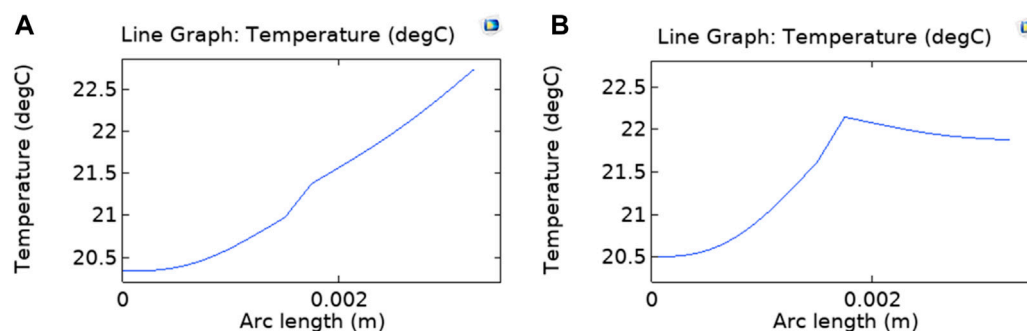 A
Line Graph: Temperature (degC)
Temperature (degC)
22.5
22
21.5
21
20.5
0
0.002
Arc length (m)
B
Line Graph: Temperature (degC)
Temperature (degC)
22.5
22
21.5
21
20.5
0
0.002
Arc length (m)